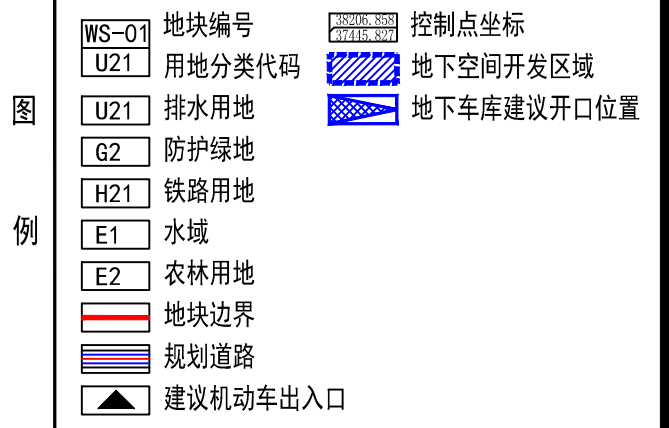 图例
WS-01 地块编号
U21 用地分类代码
U21 排水用地
G2 防护绿地
H21 铁路用地
E1 水域
E2 农林用地
地块边界
规划道路
建议机动车出入口
38206.858
37445.827 控制点坐标
地下空间开发区域
地下车库建议开口位置